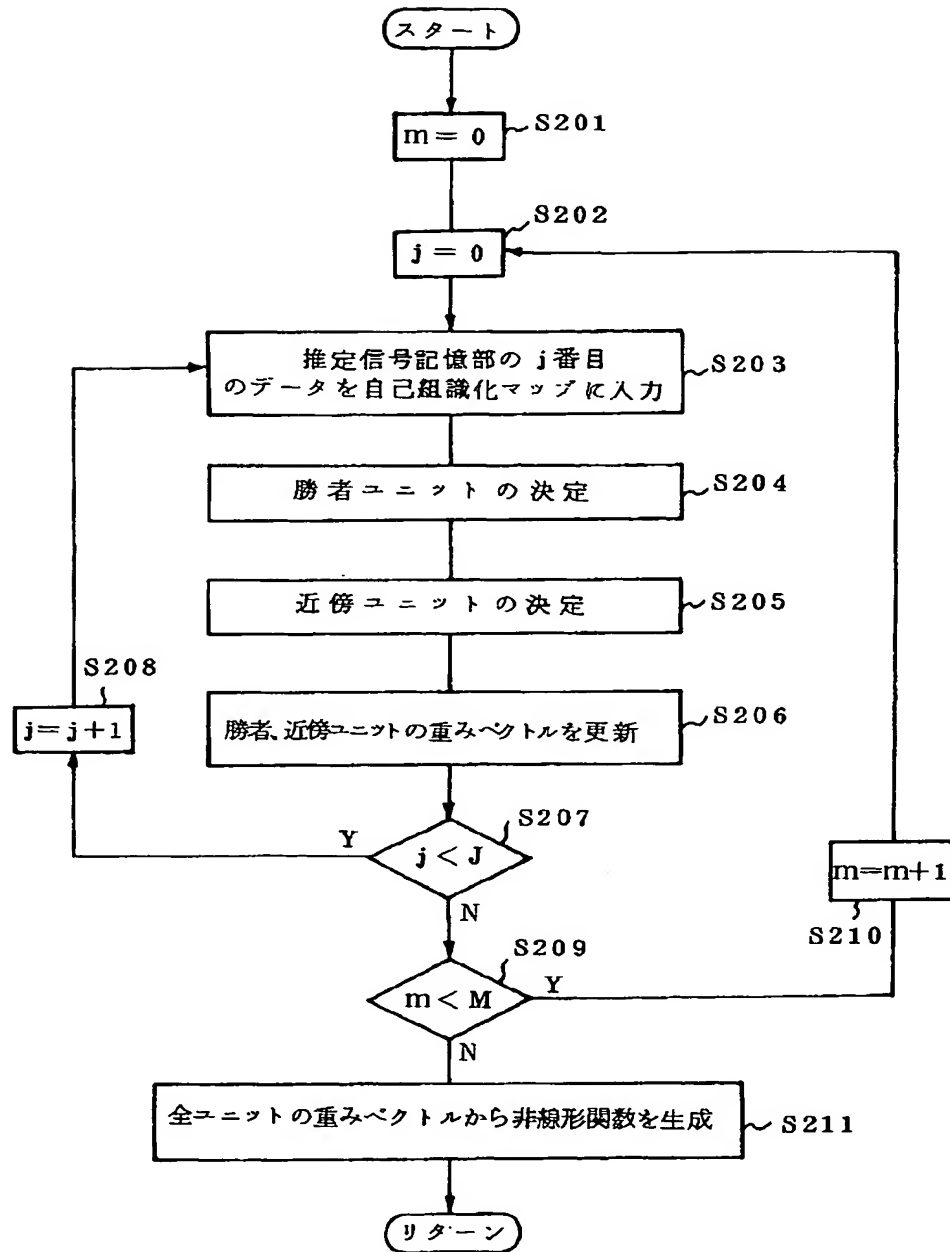 スタート
m = 0
S201
j = 0
S202
推定信号記憶部の j番目
のデータを自己組織化マップに入力
S203
勝者ユニットの決定
S204
近傍ユニットの決定
S205
勝者、近傍ユニットの重みベクトルを更新
S206
j < J
S207
Y
N
j=j+1
S208
m < M
S209
Y
N
m=m+1
S210
全ユニットの重みベクトルから非線形関数を生成
S211
リターン